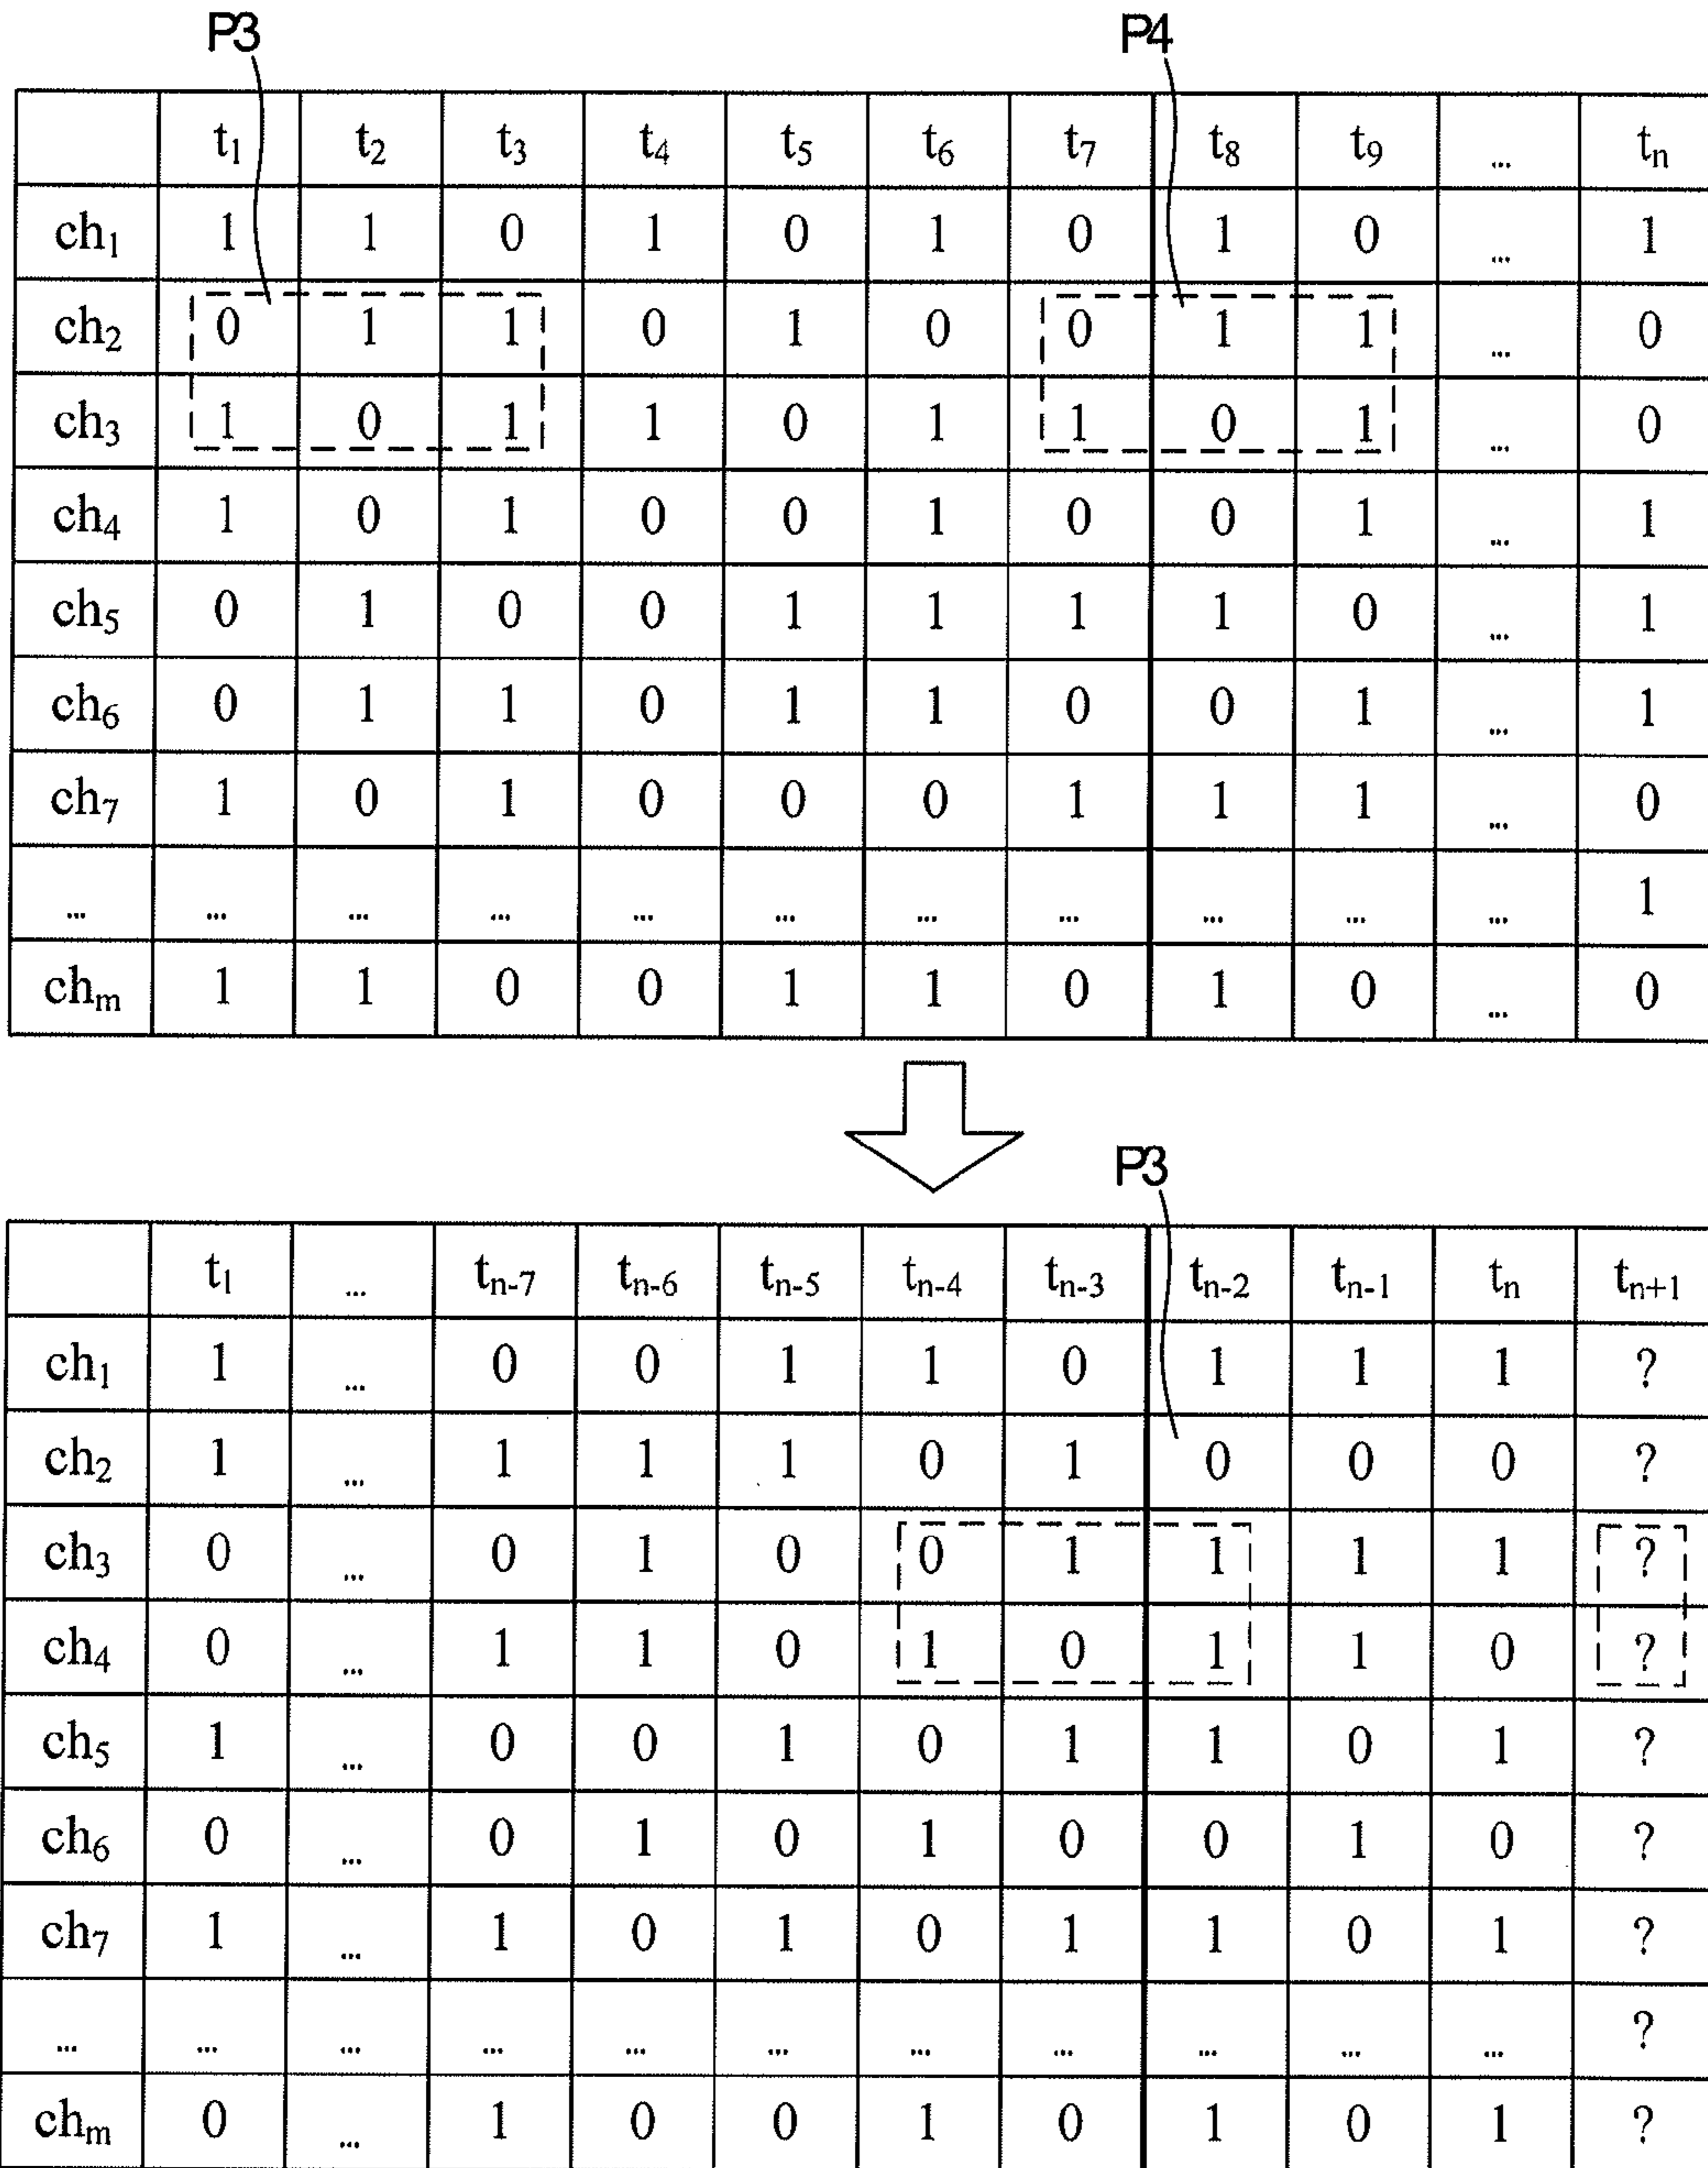 P3 P4
t1 t2 t3 t4 t5 t6 t7 t8 t9 ... tn
ch1 1 1 0 1 0 1 0 1 0 ... 1
ch2 0 1 1 0 1 0 0 1 1 ... 0
ch3 1 0 1 1 0 1 1 0 1 ... 0
ch4 1 0 1 0 0 1 0 0 1 ... 1
ch5 0 1 0 0 1 1 1 1 0 ... 1
ch6 0 1 1 0 1 1 0 0 1 ... 1
ch7 1 0 1 0 0 0 1 1 1 ... 0
... ... ... ... ... ... ... ... ... ... ... 1
chm 1 1 0 0 1 1 0 1 0 ... 0
P3
t1 ... tn-7 tn-6 tn-5 tn-4 tn-3 tn-2 tn-1 tn tn+1
ch1 1 ... 0 0 1 1 0 1 1 1 ?
ch2 1 ... 1 1 1 0 1 0 0 0 ?
ch3 0 ... 0 1 0 0 1 1 1 1 ?
ch4 0 ... 1 1 0 1 0 1 1 0 ?
ch5 1 ... 0 0 1 0 1 1 0 1 ?
ch6 0 ... 0 1 0 1 0 0 1 0 ?
ch7 1 ... 1 0 1 0 1 1 0 1 ?
... ... ... ... ... ... ... ... ... ... ... ?
chm 0 ... 1 0 0 1 0 1 0 1 ?